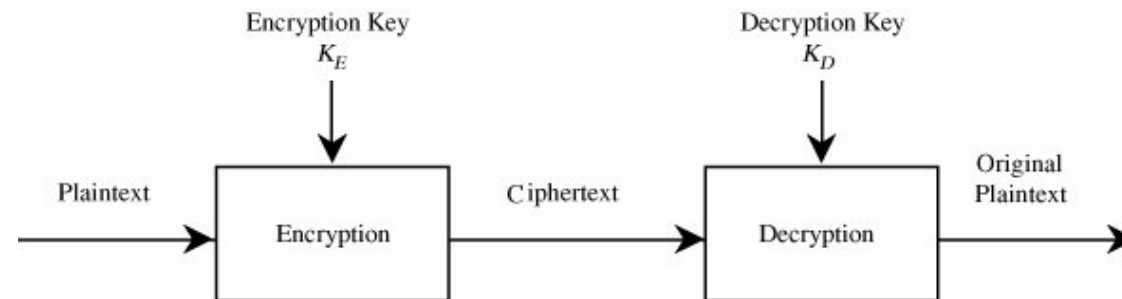 Encryption Key
K_E
Decryption Key
K_D
Plaintext
Encryption
Ciphertext
Decryption
Original
Plaintext